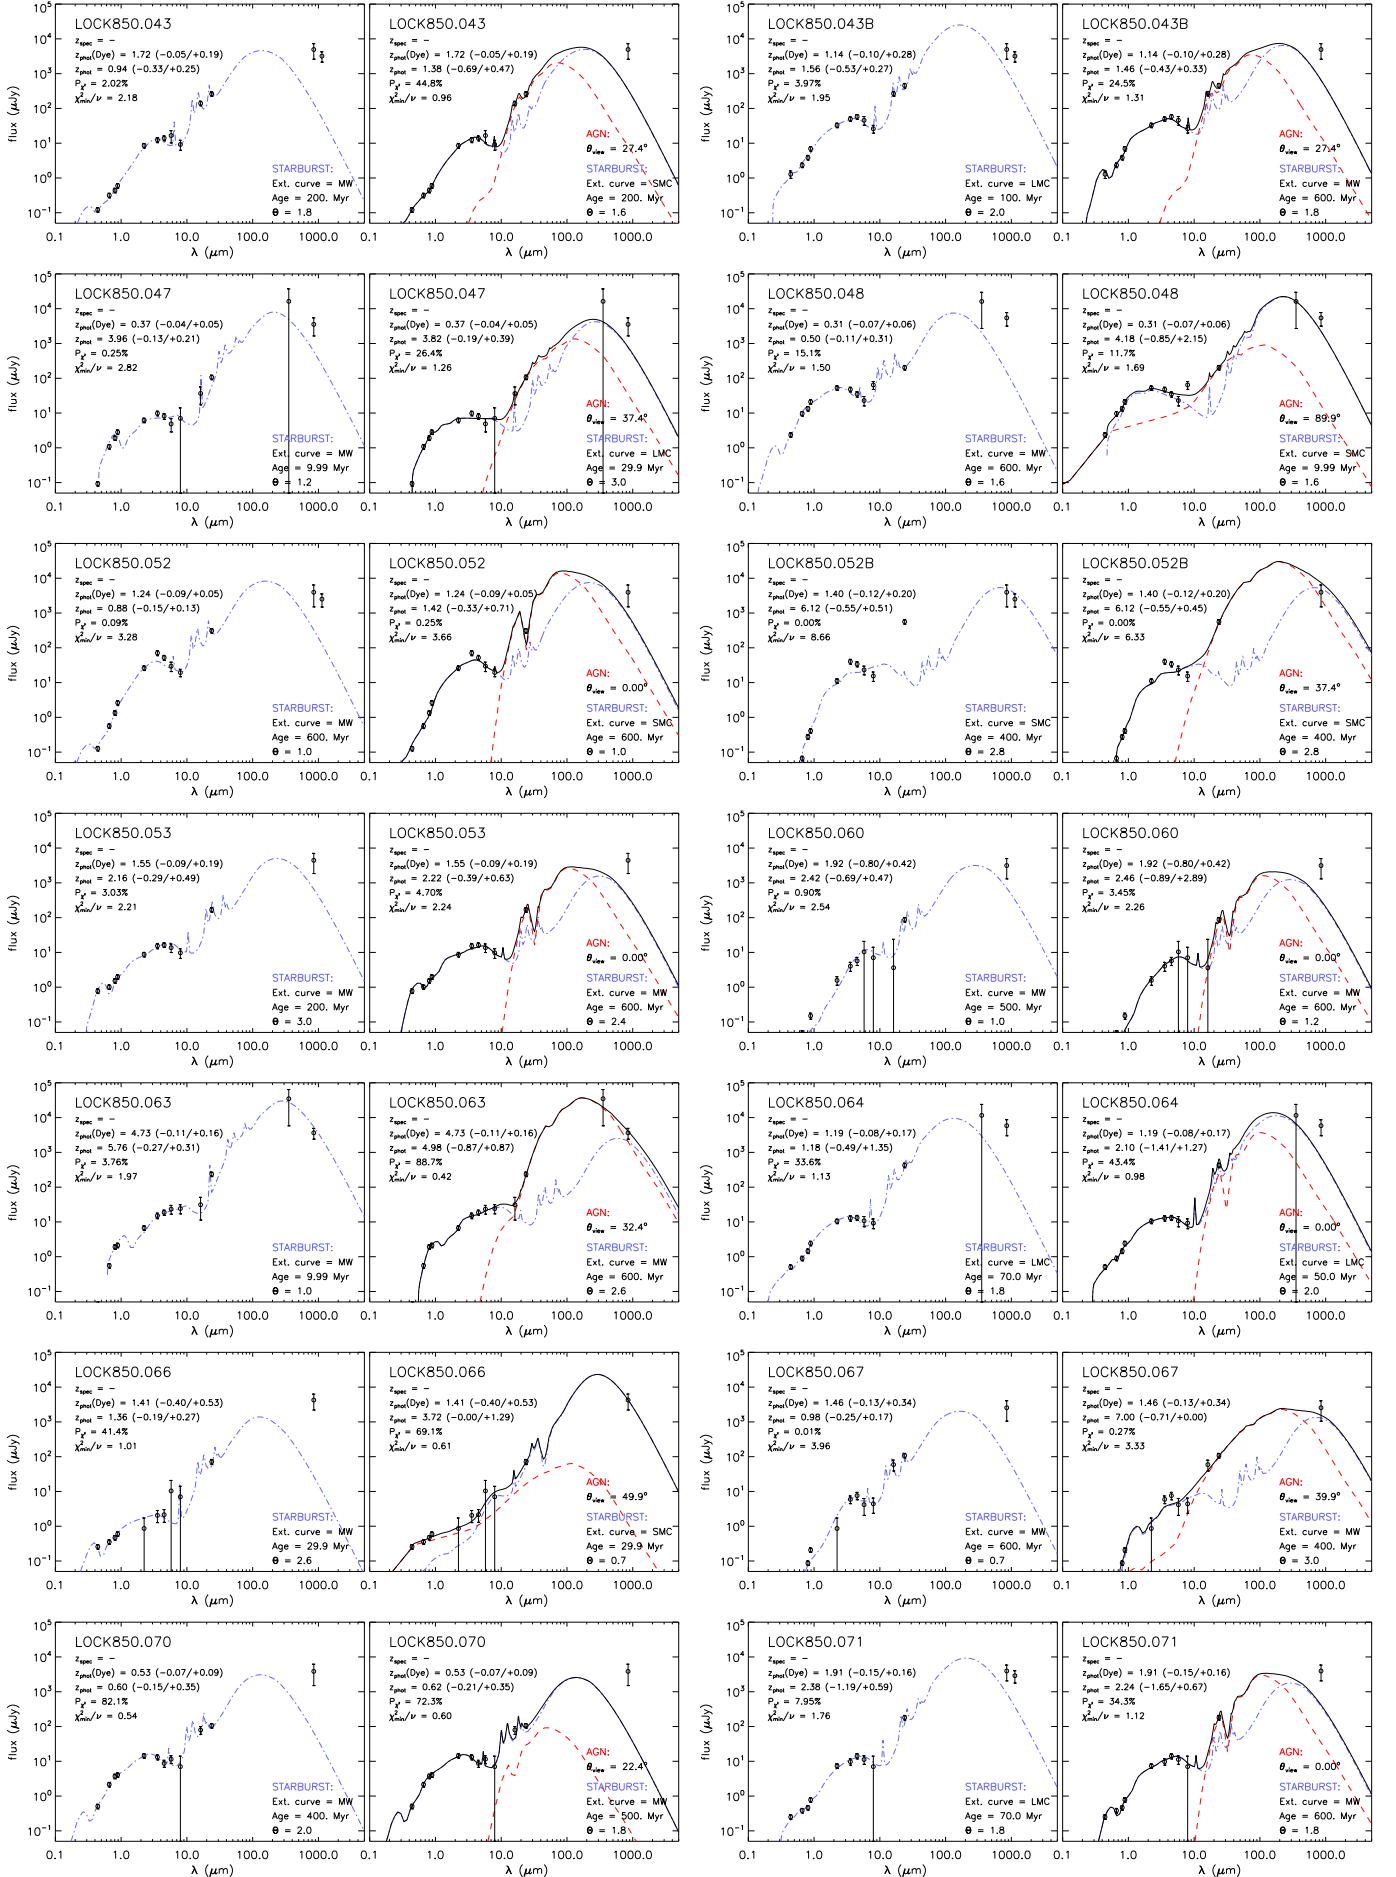 LOCK850.043
z_spec = –
z_phot(Dye) = 1.72 (-0.05/+0.19)
z_phot = 0.94 (-0.33/+0.25)
P_χ² = 2.02%
χ²_min/ν = 2.18
STARBURST:
Ext. curve = MW
Age = 200. Myr
Θ = 1.8
LOCK850.043
z_spec = –
z_phot(Dye) = 1.72 (-0.05/+0.19)
z_phot = 1.38 (-0.69/+0.47)
P_χ² = 44.8%
χ²_min/ν = 0.96
AGN:
θ_view = 27.4°
STARBURST:
Ext. curve = SMC
Age = 200. Myr
Θ = 1.6
LOCK850.043B
z_spec = –
z_phot(Dye) = 1.14 (-0.10/+0.28)
z_phot = 1.56 (-0.53/+0.27)
P_χ² = 3.97%
χ²_min/ν = 1.95
STARBURST:
Ext. curve = LMC
Age = 100. Myr
Θ = 2.0
LOCK850.043B
z_spec = –
z_phot(Dye) = 1.14 (-0.10/+0.28)
z_phot = 1.46 (-0.43/+0.33)
P_χ² = 24.5%
χ²_min/ν = 1.31
AGN:
θ_view = 27.4°
STARBURST:
Ext. curve = MW
Age = 600. Myr
Θ = 1.8
flux (μJy)
10⁵
10⁴
10³
10²
10¹
10⁰
10⁻¹
0.1 1.0 10.0 100.0 1000.0
λ (μm)
LOCK850.047
z_spec = –
z_phot(Dye) = 0.37 (-0.04/+0.05)
z_phot = 3.96 (-0.13/+0.21)
P_χ² = 0.25%
χ²_min/ν = 2.82
STARBURST:
Ext. curve = MW
Age = 9.99 Myr
Θ = 1.2
LOCK850.047
z_spec = –
z_phot(Dye) = 0.37 (-0.04/+0.05)
z_phot = 3.82 (-0.19/+0.39)
P_χ² = 26.4%
χ²_min/ν = 1.26
AGN:
θ_view = 37.4°
STARBURST:
Ext. curve = LMC
Age = 29.9 Myr
Θ = 3.0
LOCK850.048
z_spec = –
z_phot(Dye) = 0.31 (-0.07/+0.06)
z_phot = 0.50 (-0.11/+0.31)
P_χ² = 15.1%
χ²_min/ν = 1.50
STARBURST:
Ext. curve = MW
Age = 600. Myr
Θ = 1.6
LOCK850.048
z_spec = –
z_phot(Dye) = 0.31 (-0.07/+0.06)
z_phot = 4.18 (-0.85/+2.15)
P_χ² = 11.7%
χ²_min/ν = 1.69
AGN:
θ_view = 89.9°
STARBURST:
Ext. curve = SMC
Age = 9.99 Myr
Θ = 1.6
LOCK850.052
z_spec = –
z_phot(Dye) = 1.24 (-0.09/+0.05)
z_phot = 0.88 (-0.15/+0.13)
P_χ² = 0.09%
χ²_min/ν = 3.28
STARBURST:
Ext. curve = MW
Age = 600. Myr
Θ = 1.0
LOCK850.052
z_spec = –
z_phot(Dye) = 1.24 (-0.09/+0.05)
z_phot = 1.42 (-0.33/+0.71)
P_χ² = 0.25%
χ²_min/ν = 3.66
AGN:
θ_view = 0.00°
STARBURST:
Ext. curve = SMC
Age = 600. Myr
Θ = 1.0
LOCK850.052B
z_spec = –
z_phot(Dye) = 1.40 (-0.12/+0.20)
z_phot = 6.12 (-0.55/+0.51)
P_χ² = 0.00%
χ²_min/ν = 8.66
STARBURST:
Ext. curve = SMC
Age = 400. Myr
Θ = 2.8
LOCK850.052B
z_spec = –
z_phot(Dye) = 1.40 (-0.12/+0.20)
z_phot = 6.12 (-0.55/+0.45)
P_χ² = 0.00%
χ²_min/ν = 6.33
AGN:
θ_view = 37.4°
STARBURST:
Ext. curve = SMC
Age = 400. Myr
Θ = 2.8
LOCK850.053
z_spec = –
z_phot(Dye) = 1.55 (-0.09/+0.19)
z_phot = 2.16 (-0.29/+0.49)
P_χ² = 3.03%
χ²_min/ν = 2.21
STARBURST:
Ext. curve = MW
Age = 200. Myr
Θ = 3.0
LOCK850.053
z_spec = –
z_phot(Dye) = 1.55 (-0.09/+0.19)
z_phot = 2.22 (-0.39/+0.63)
P_χ² = 4.70%
χ²_min/ν = 2.24
AGN:
θ_view = 0.00°
STARBURST:
Ext. curve = MW
Age = 600. Myr
Θ = 2.4
LOCK850.060
z_spec = –
z_phot(Dye) = 1.92 (-0.80/+0.42)
z_phot = 2.42 (-0.69/+0.47)
P_χ² = 0.90%
χ²_min/ν = 2.54
STARBURST:
Ext. curve = MW
Age = 500. Myr
Θ = 1.0
LOCK850.060
z_spec = –
z_phot(Dye) = 1.92 (-0.80/+0.42)
z_phot = 2.46 (-0.89/+2.89)
P_χ² = 3.45%
χ²_min/ν = 2.26
AGN:
θ_view = 0.00°
STARBURST:
Ext. curve = MW
Age = 600. Myr
Θ = 1.2
LOCK850.063
z_spec = –
z_phot(Dye) = 4.73 (-0.11/+0.16)
z_phot = 5.76 (-0.27/+0.31)
P_χ² = 3.76%
χ²_min/ν = 1.97
STARBURST:
Ext. curve = MW
Age = 9.99 Myr
Θ = 1.0
LOCK850.063
z_spec = –
z_phot(Dye) = 4.73 (-0.11/+0.16)
z_phot = 4.98 (-0.87/+0.87)
P_χ² = 88.7%
χ²_min/ν = 0.42
AGN:
θ_view = 32.4°
STARBURST:
Ext. curve = MW
Age = 600. Myr
Θ = 2.6
LOCK850.064
z_spec = –
z_phot(Dye) = 1.19 (-0.08/+0.17)
z_phot = 1.18 (-0.49/+1.35)
P_χ² = 33.6%
χ²_min/ν = 1.13
STARBURST:
Ext. curve = LMC
Age = 70.0 Myr
Θ = 1.8
LOCK850.064
z_spec = –
z_phot(Dye) = 1.19 (-0.08/+0.17)
z_phot = 2.10 (-1.41/+1.27)
P_χ² = 43.4%
χ²_min/ν = 0.98
AGN:
θ_view = 0.00°
STARBURST:
Ext. curve = LMC
Age = 50.0 Myr
Θ = 2.0
LOCK850.066
z_spec = –
z_phot(Dye) = 1.41 (-0.40/+0.53)
z_phot = 1.36 (-0.19/+0.27)
P_χ² = 41.4%
χ²_min/ν = 1.01
STARBURST:
Ext. curve = MW
Age = 29.9 Myr
Θ = 2.6
LOCK850.066
z_spec = –
z_phot(Dye) = 1.41 (-0.40/+0.53)
z_phot = 3.72 (-0.00/+1.29)
P_χ² = 69.1%
χ²_min/ν = 0.61
AGN:
θ_view = 49.9°
STARBURST:
Ext. curve = SMC
Age = 29.9 Myr
Θ = 0.7
LOCK850.067
z_spec = –
z_phot(Dye) = 1.46 (-0.13/+0.34)
z_phot = 0.98 (-0.25/+0.17)
P_χ² = 0.01%
χ²_min/ν = 3.96
STARBURST:
Ext. curve = MW
Age = 600. Myr
Θ = 0.7
LOCK850.067
z_spec = –
z_phot(Dye) = 1.46 (-0.13/+0.34)
z_phot = 7.00 (-0.71/+0.00)
P_χ² = 0.27%
χ²_min/ν = 3.33
AGN:
θ_view = 39.9°
STARBURST:
Ext. curve = MW
Age = 400. Myr
Θ = 3.0
LOCK850.070
z_spec = –
z_phot(Dye) = 0.53 (-0.07/+0.09)
z_phot = 0.60 (-0.15/+0.35)
P_χ² = 82.1%
χ²_min/ν = 0.54
STARBURST:
Ext. curve = MW
Age = 400. Myr
Θ = 2.0
LOCK850.070
z_spec = –
z_phot(Dye) = 0.53 (-0.07/+0.09)
z_phot = 0.62 (-0.21/+0.35)
P_χ² = 72.3%
χ²_min/ν = 0.60
AGN:
θ_view = 22.4°
STARBURST:
Ext. curve = MW
Age = 500. Myr
Θ = 1.8
LOCK850.071
z_spec = –
z_phot(Dye) = 1.91 (-0.15/+0.16)
z_phot = 2.38 (-1.19/+0.59)
P_χ² = 7.95%
χ²_min/ν = 1.76
STARBURST:
Ext. curve = LMC
Age = 70.0 Myr
Θ = 1.8
LOCK850.071
z_spec = –
z_phot(Dye) = 1.91 (-0.15/+0.16)
z_phot = 2.24 (-1.65/+0.67)
P_χ² = 34.3%
χ²_min/ν = 1.12
AGN:
θ_view = 0.00°
STARBURST:
Ext. curve = MW
Age = 600. Myr
Θ = 1.8